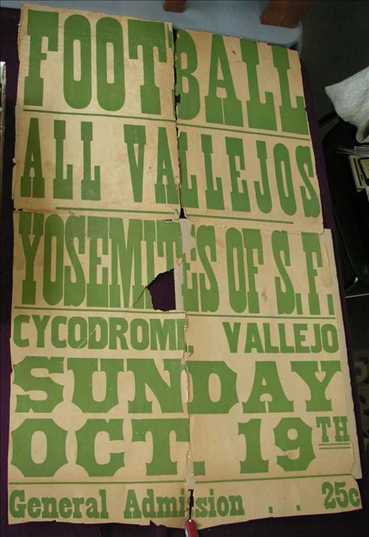 FOOTBALL
ALL VALLEJOS
YOSEMITES OF S.F.
CYCODROME, VALLEJO
SUNDAY
OCT. 19TH
General Admission . . 25c